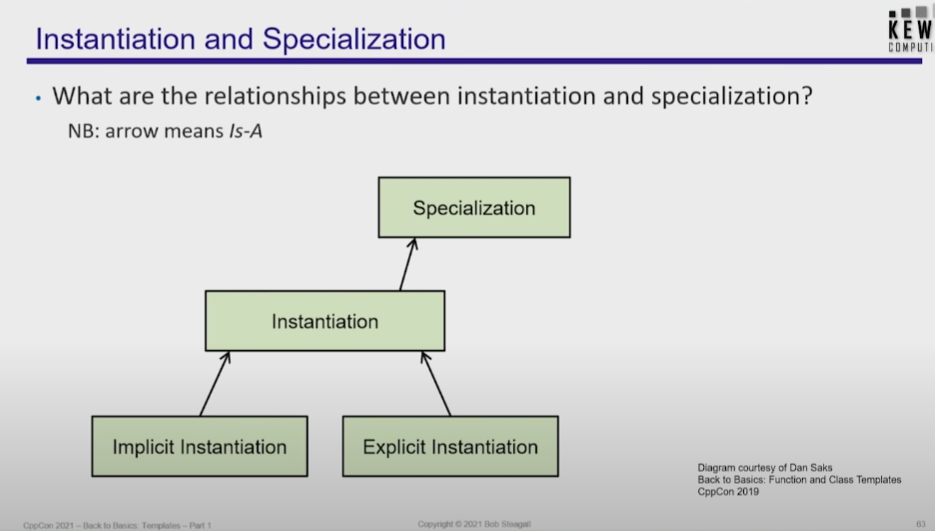 Instantiation and Specialization
KEW
COMPUTI
• What are the relationships between instantiation and specialization?
NB: arrow means Is-A
Specialization
Instantiation
Implicit Instantiation
Explicit Instantiation
Diagram courtesy of Dan Saks
Back to Basics: Function and Class Templates
CppCon 2019
CppCon 2021 – Back to Basics: Templates – Part 1
Copyright © 2021 Bob Steagall
63